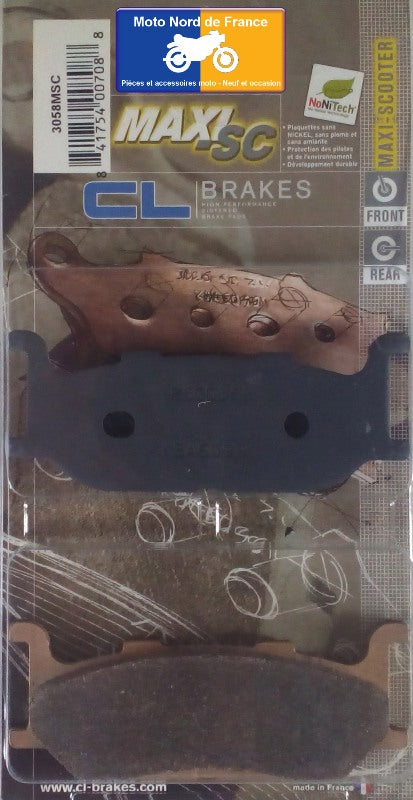 Moto Nord de France
Pièces et accessoires moto - Neuf et occasion
3058MSC
8 41754 00708 8
MAXI SC
NoNiTech
• Plaquettes sans
NICKEL, sans plomb et
sans amiante
• Protection des pilotes
et de l'environnement
• Développement durable
MAXI-SCOOTER
FRONT
REAR
CL BRAKES
HIGH PERFORMANCE
SINTERED
BRAKE PADS
www.cl-brakes.com
made in France